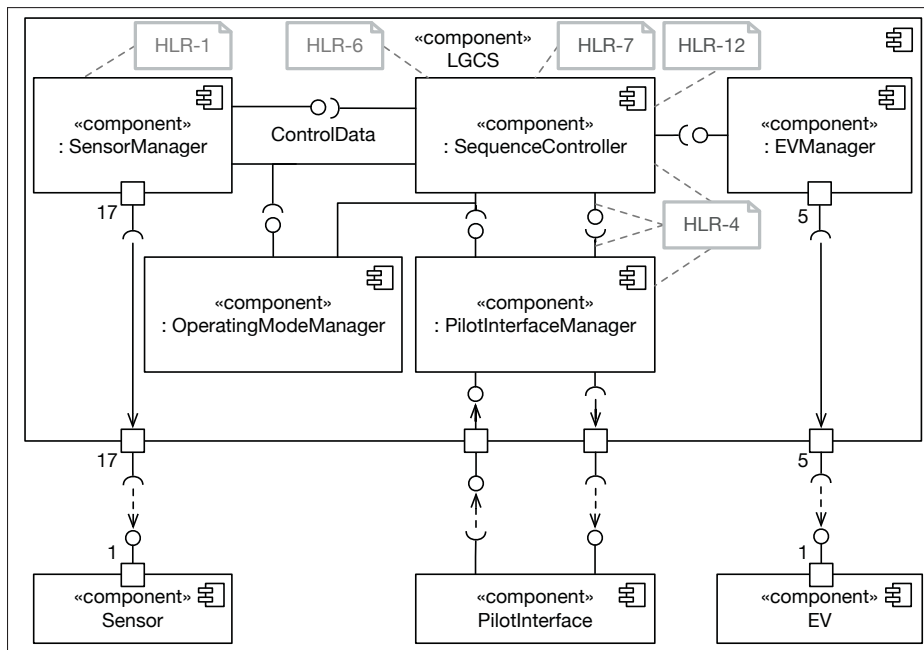 HLR-1
HLR-6
«component»
LGCS
HLR-7
HLR-12
«component»
: SensorManager
ControlData
«component»
: SequenceController
«component»
: EVManager
17
5
HLR-4
«component»
: OperatingModeManager
«component»
: PilotInterfaceManager
17
5
1
1
«component»
Sensor
«component»
PilotInterface
«component»
EV